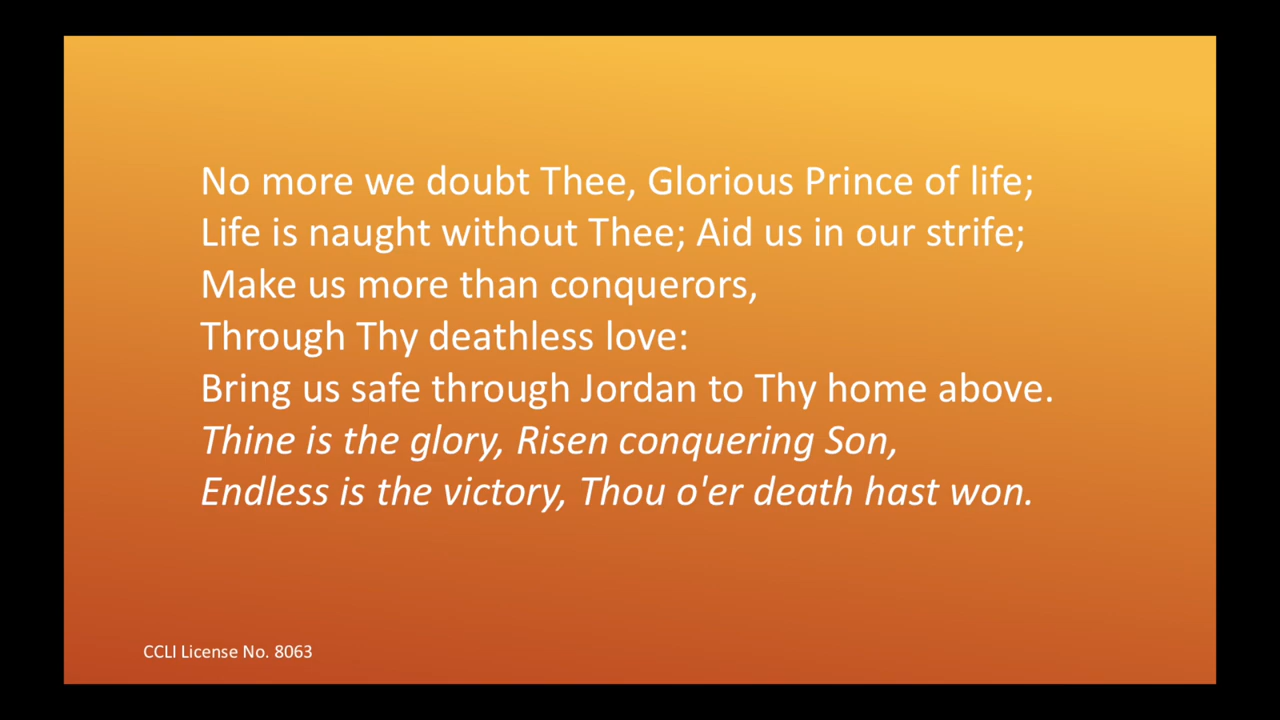 No more we doubt Thee, Glorious Prince of life;
Life is naught without Thee; Aid us in our strife;
Make us more than conquerors,
Through Thy deathless love:
Bring us safe through Jordan to Thy home above.
Thine is the glory, Risen conquering Son,
Endless is the victory, Thou o'er death hast won.
CCLI License No. 8063